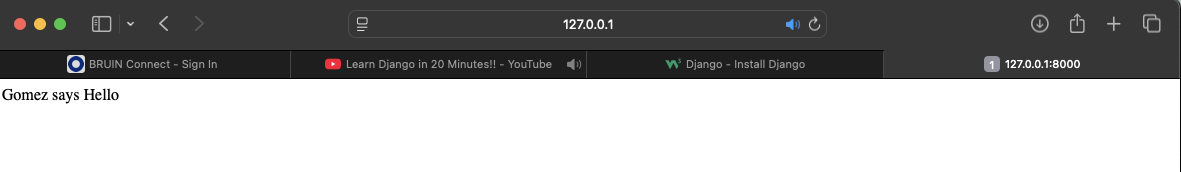 127.0.0.1
BRUIN Connect - Sign In
Learn Django in 20 Minutes!! - YouTube
Django - Install Django
1 127.0.0.1:8000
Gomez says Hello